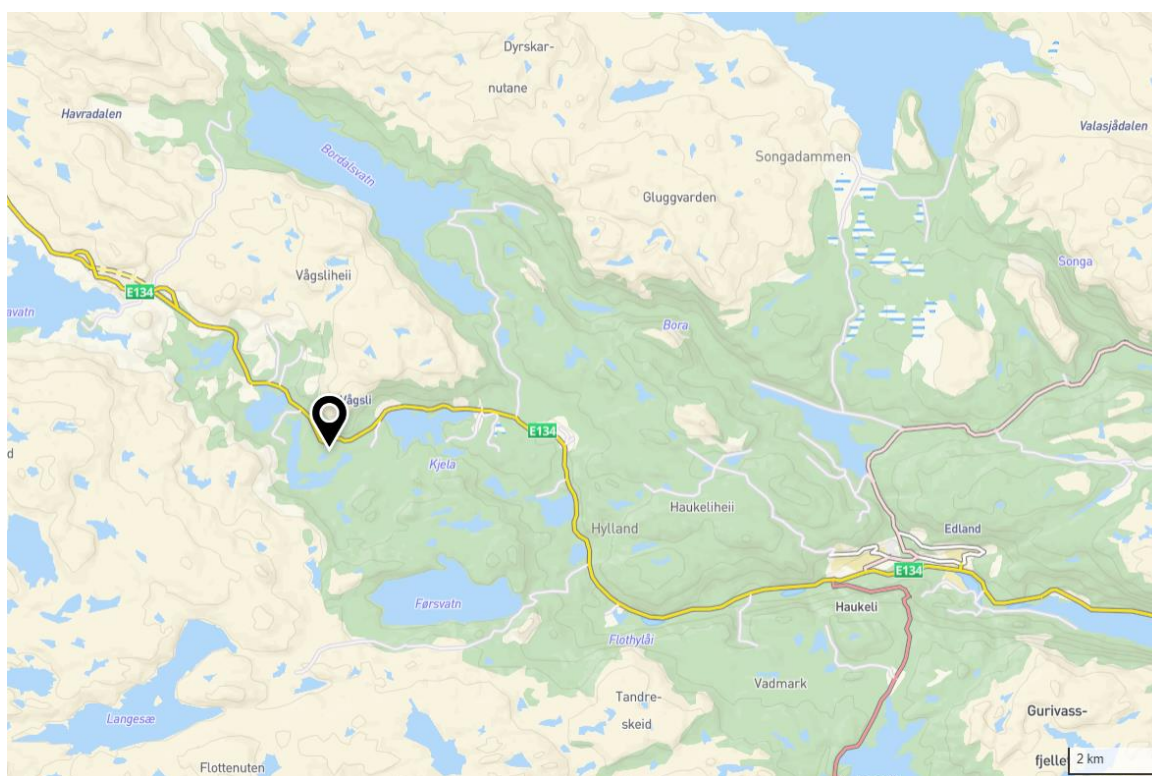 Dyrskar-
nutane
Havradalen
Valasjådalen
Bordalsvatn
Songadammen
Gluggvarden
Songa
Vågsliheii
E134
avatn
Bora
Vågsli
E134
d
Kjela
Haukeliheii
Hylland
Edland
E134
Førsvatn
Haukeli
Flothylåi
Vadmark
Tandre-
skeid
Langesæ
Gurivass-
fjelle
2 km
Flottenuten